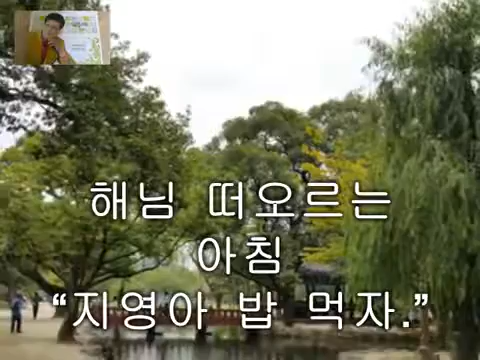 해님 떠오르는
아침
“지영아 밥 먹자.”